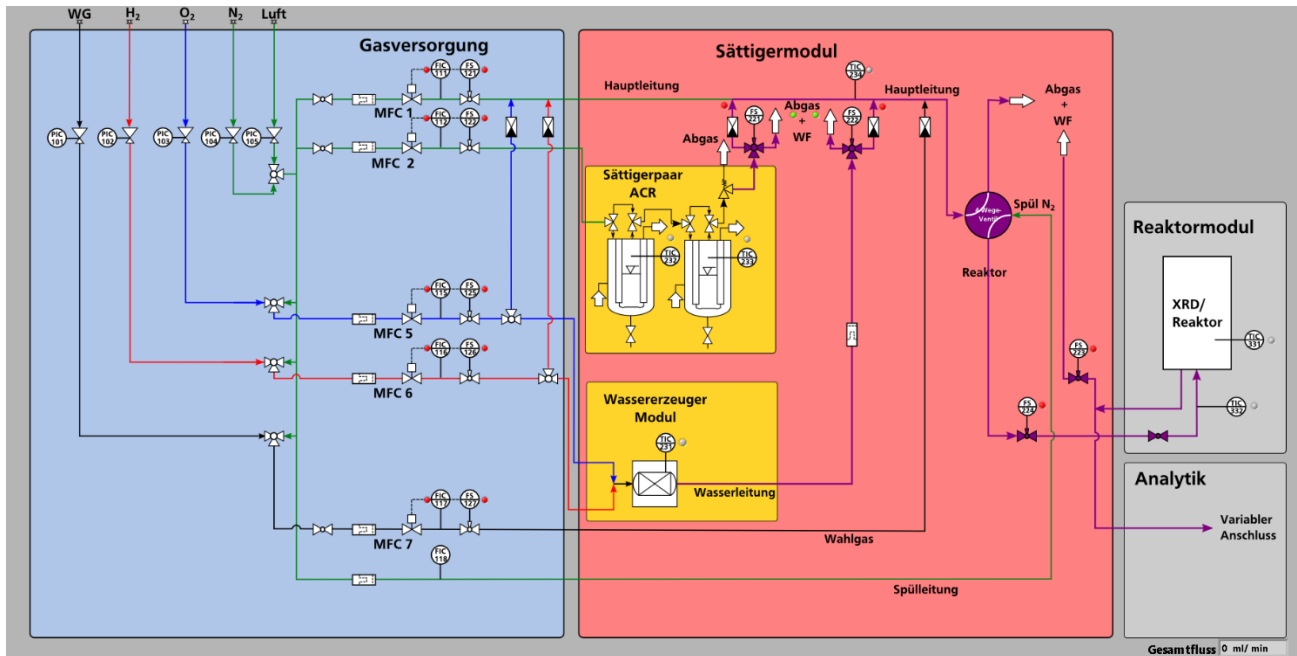 WG
H₂
O₂
N₂
Luft
Gasversorgung
Sättigermodul
PIC 101
PIC 102
PIC 103
PIC 104
PIC 105
FIC 111
FS 121
MFC 1
FIC 112
FS 122
MFC 2
Hauptleitung
TIC 234
Hauptleitung
Abgas
FS 221
Abgas
+
WF
FS 222
Abgas
+
WF
Sättigerpaar
ACR
TIC 232
TIC 233
4 Wege-
Ventil
Spül N₂
Reaktor
Reaktormodul
XRD/
Reaktor
TIC 331
TIC 332
FIC 115
FS 125
MFC 5
FIC 116
FS 126
MFC 6
FS 223
FS 224
Wassererzeuger
Modul
TIC 231
Wasserleitung
Analytik
Variabler
Anschluss
FIC 117
FS 127
MFC 7
Wahlgas
FIC 118
Spülleitung
Gesamtfluss 0 ml/ min